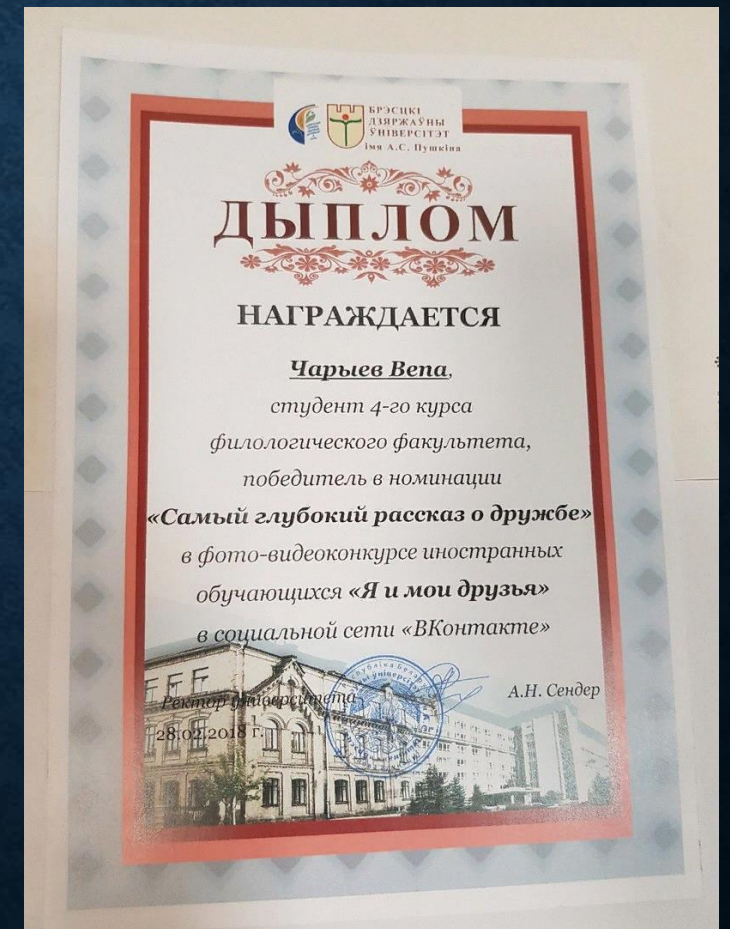 БРЭСЦКІ
ДЗЯРЖАЎНЫ
ЎНІВЕРСІТЭТ
імя А.С. Пушкіна
ДЫПЛОМ
НАГРАЖДАЕТСЯ
Чарыев Вепа,
студент 4-го курса
филологического факультета,
победитель в номинации
«Самый глубокий рассказ о дружбе»
в фото-видеоконкурсе иностранных
обучающихся «Я и мои друзья»
в социальной сети «ВКонтакте»
Ректор университета
А.Н. Сендер
28.02.2018 г.